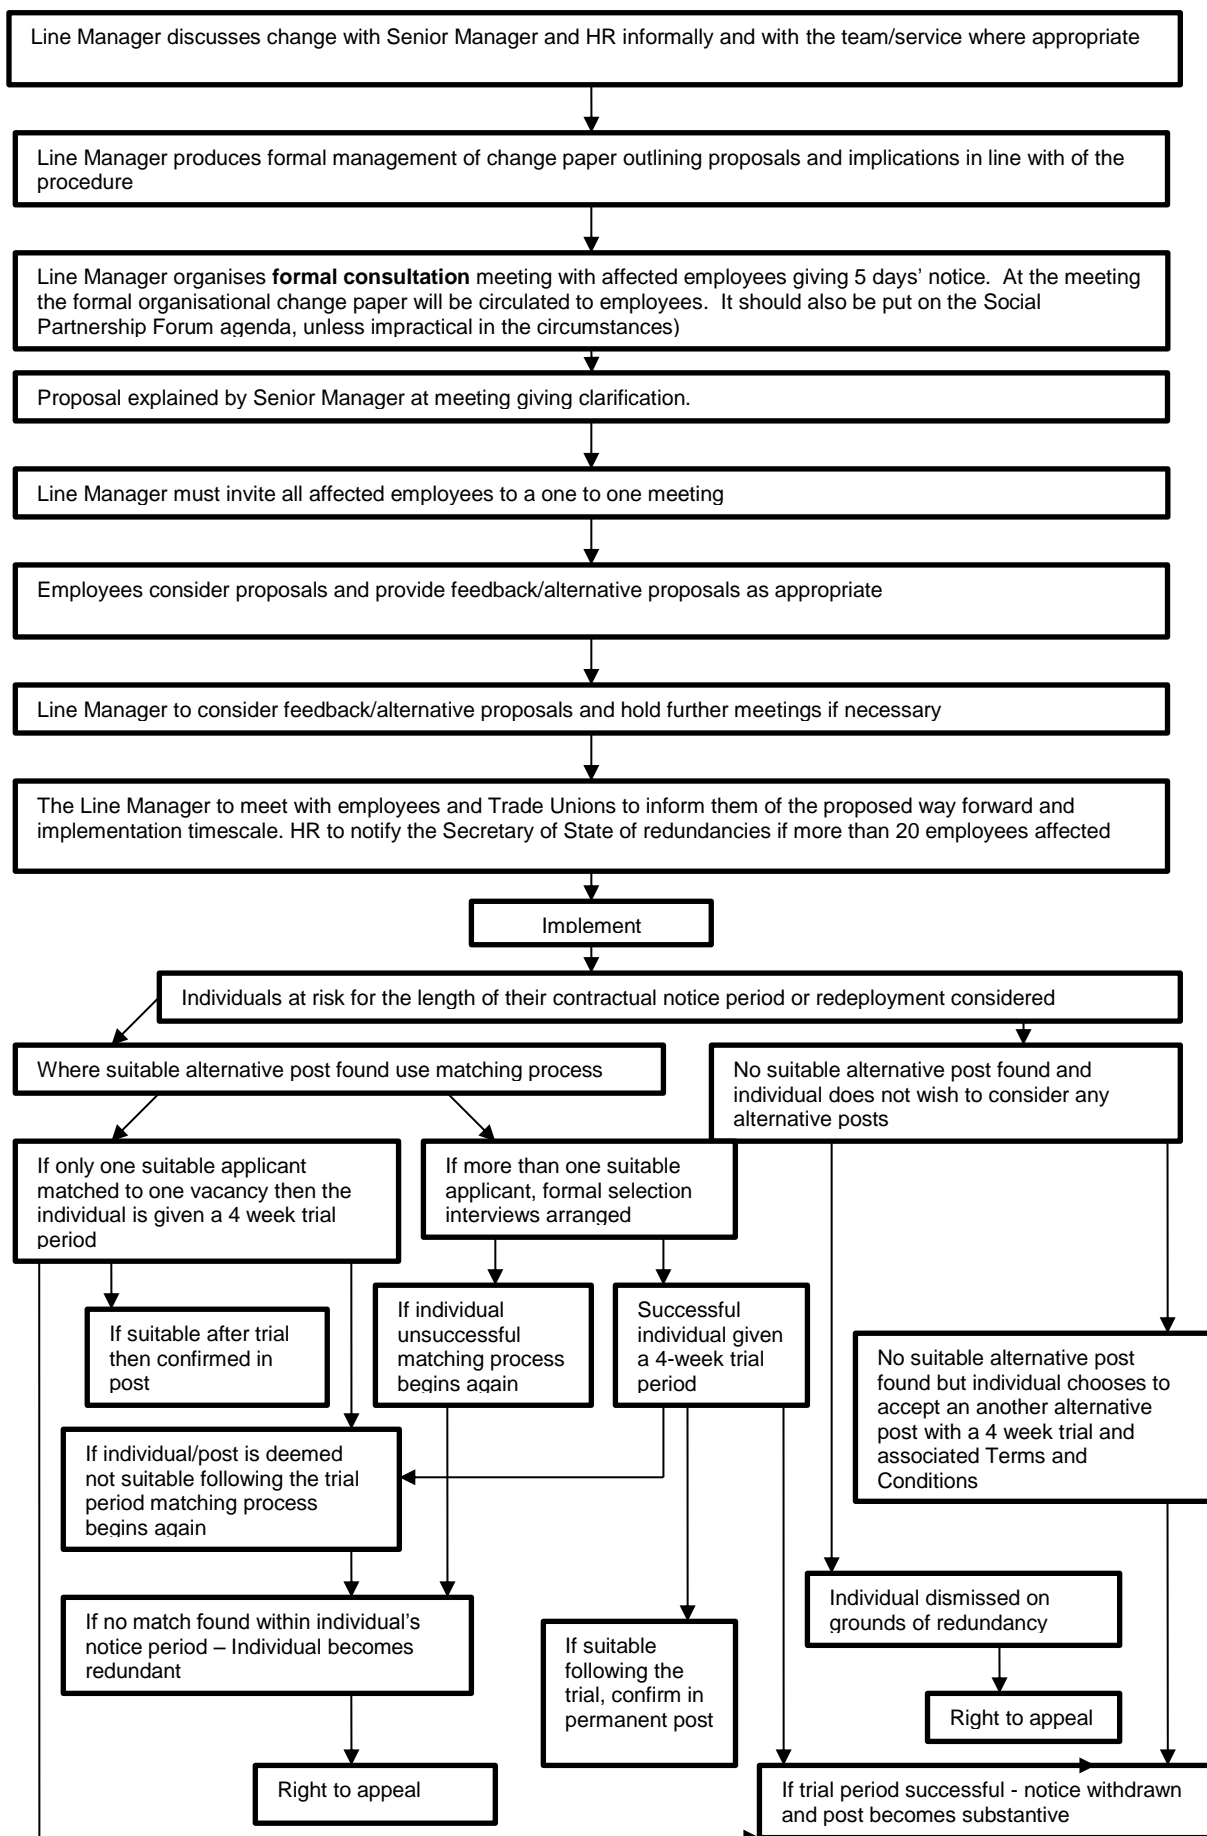 Line Manager discusses change with Senior Manager and HR informally and with the team/service where appropriate
Line Manager produces formal management of change paper outlining proposals and implications in line with of the
procedure
Line Manager organises formal consultation meeting with affected employees giving 5 days' notice.  At the meeting
the formal organisational change paper will be circulated to employees.  It should also be put on the Social
Partnership Forum agenda, unless impractical in the circumstances)
Proposal explained by Senior Manager at meeting giving clarification.
Line Manager must invite all affected employees to a one to one meeting
Employees consider proposals and provide feedback/alternative proposals as appropriate
Line Manager to consider feedback/alternative proposals and hold further meetings if necessary
The Line Manager to meet with employees and Trade Unions to inform them of the proposed way forward and
implementation timescale. HR to notify the Secretary of State of redundancies if more than 20 employees affected
Implement
Individuals at risk for the length of their contractual notice period or redeployment considered
Where suitable alternative post found use matching process
No suitable alternative post found and
individual does not wish to consider any
alternative posts
If only one suitable applicant
matched to one vacancy then the
individual is given a 4 week trial
period
If more than one suitable
applicant, formal selection
interviews arranged
If suitable after trial
then confirmed in
post
If individual
unsuccessful
matching process
begins again
Successful
individual given
a 4-week trial
period
No suitable alternative post
found but individual chooses to
accept an another alternative
post with a 4 week trial and
associated Terms and
Conditions
If individual/post is deemed
not suitable following the trial
period matching process
begins again
Individual dismissed on
grounds of redundancy
If no match found within individual's
notice period – Individual becomes
redundant
If suitable
following the
trial, confirm in
permanent post
Right to appeal
Right to appeal
If trial period successful - notice withdrawn
and post becomes substantive